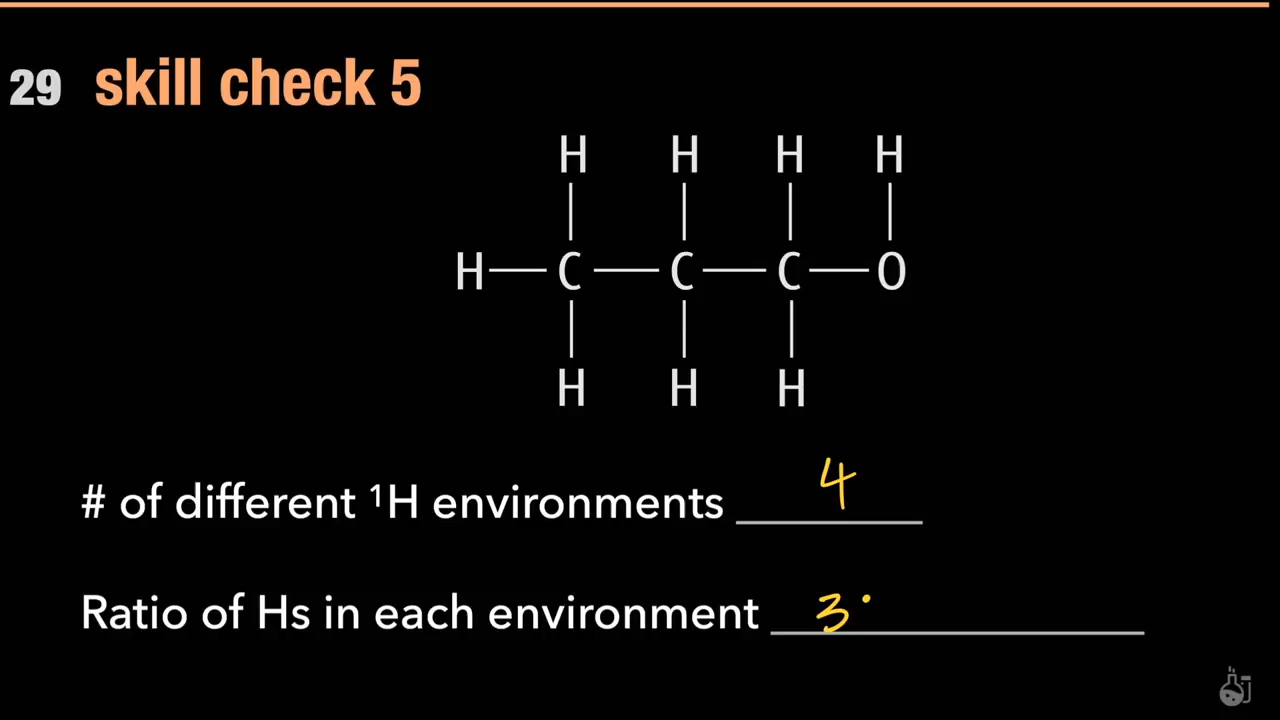 29 skill check 5
H H H H
H C C C O
H H H
# of different ¹H environments 4
Ratio of Hs in each environment 3·